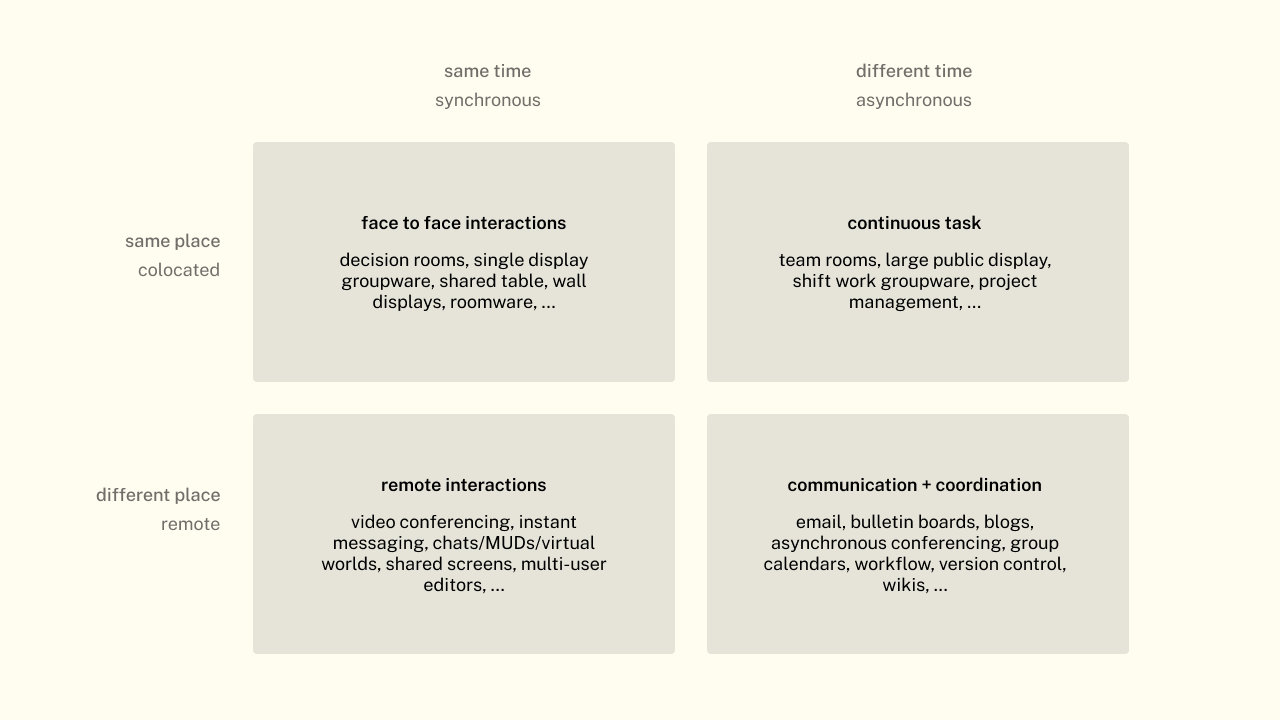 same time
synchronous
different time
asynchronous
same place
colocated
face to face interactions
decision rooms, single display
groupware, shared table, wall
displays, roomware, ...
continuous task
team rooms, large public display,
shift work groupware, project
management, ...
different place
remote
remote interactions
video conferencing, instant
messaging, chats/MUDs/virtual
worlds, shared screens, multi-user
editors, ...
communication + coordination
email, bulletin boards, blogs,
asynchronous conferencing, group
calendars, workflow, version control,
wikis, ...